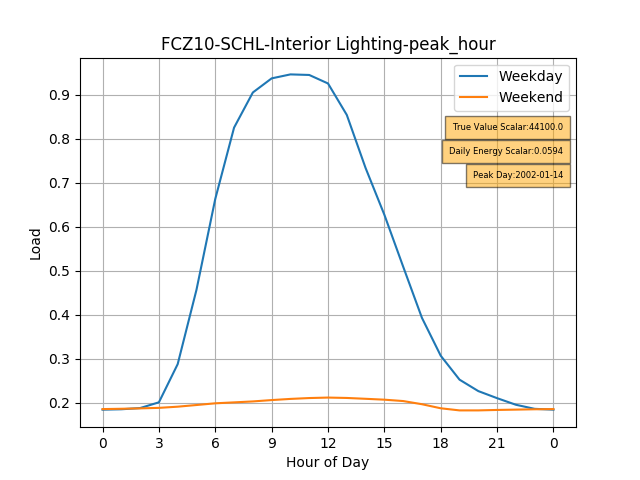 FCZ10-SCHL-Interior Lighting-peak_hour
Weekday
Weekend
True Value Scalar:44100.0
Daily Energy Scalar:0.0594
Peak Day:2002-01-14
Load
0.9
0.8
0.7
0.6
0.5
0.4
0.3
0.2
0 3 6 9 12 15 18 21 0
Hour of Day